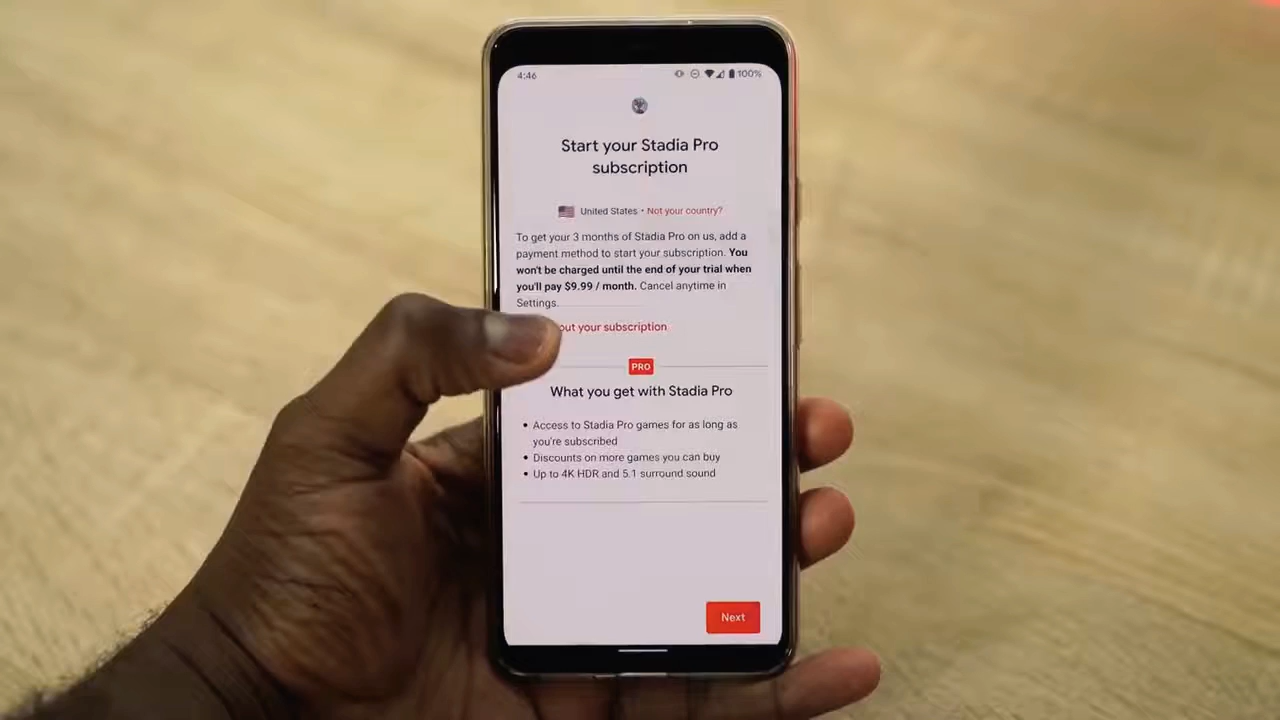 4:46
100%
Start your Stadia Pro
subscription
United States • Not your country?
To get your 3 months of Stadia Pro on us, add a
payment method to start your subscription. You
won't be charged until the end of your trial when
you'll pay $9.99 / month. Cancel anytime in
Settings.
your subscription
PRO
What you get with Stadia Pro
• Access to Stadia Pro games for as long as
you're subscribed
• Discounts on more games you can buy
• Up to 4K HDR and 5.1 surround sound
Next